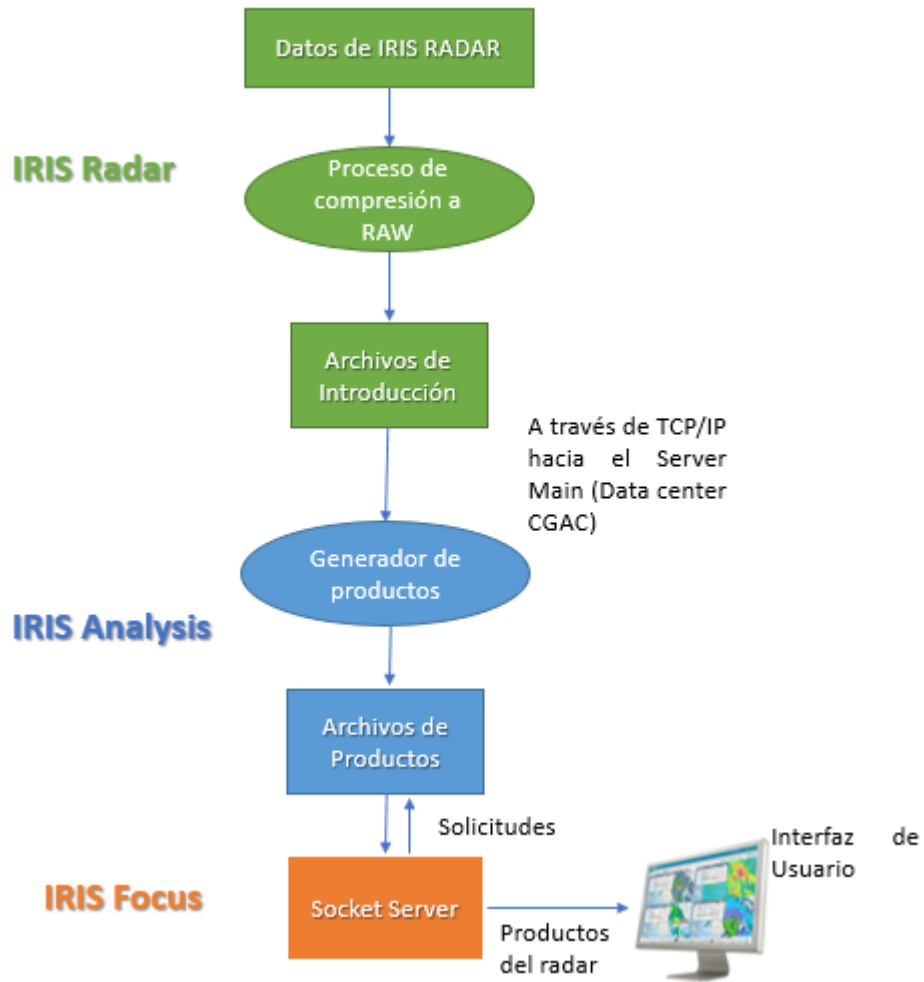 Datos de IRIS RADAR
IRIS Radar
Proceso de
compresión a
RAW
Archivos de
Introducción
A través de TCP/IP
hacia el Server
Main (Data center
CGAC)
Generador de
productos
IRIS Analysis
Archivos de
Productos
Solicitudes
Interfaz de
Usuario
IRIS Focus
Socket Server
Productos
del radar